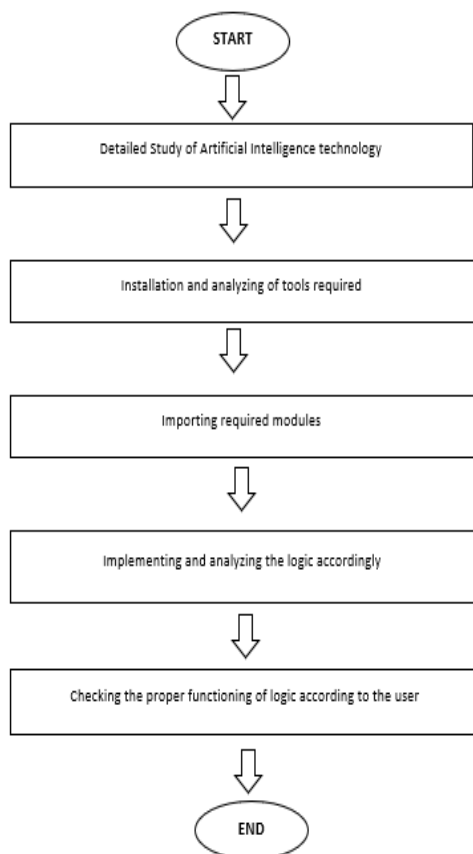 START
Detailed Study of Artificial Intelligence technology
Installation and analyzing of tools required
Importing required modules
Implementing and analyzing the logic accordingly
Checking the proper functioning of logic according to the user
END